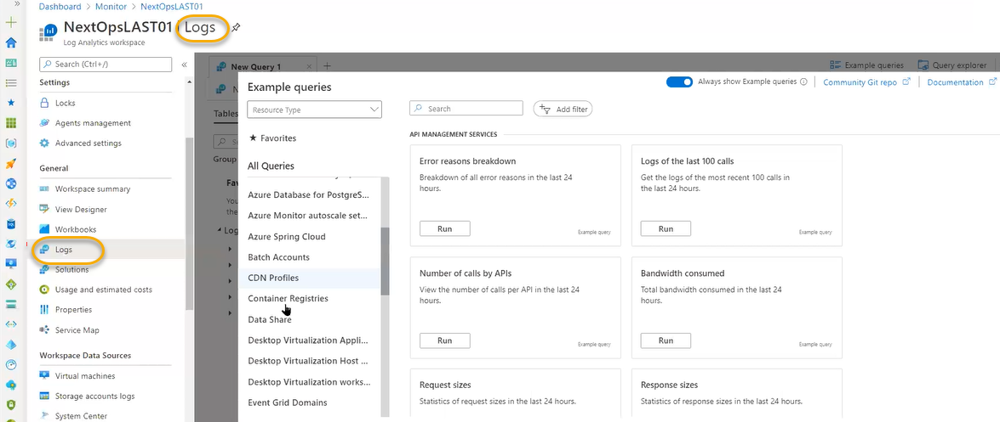 Dashboard > Monitor > NextOpsLAST01
NextOpsLAST01 Logs
Log Analytics workspace
Search (Ctrl+/)
Settings
Locks
Agents management
Advanced settings
General
Workspace summary
View Designer
Workbooks
Logs
Solutions
Usage and estimated costs
Properties
Service Map
Workspace Data Sources
Virtual machines
Storage accounts logs
System Center
New Query 1
Example queries
Query explorer
Tables
Group
Example queries
Always show Example queries
Community Git repo
Documentation
Resource Type
Search
Add filter
Favorites
All Queries
Azure Database for PostgreS...
Azure Monitor autoscale set...
Azure Spring Cloud
Batch Accounts
CDN Profiles
Container Registries
Data Share
Desktop Virtualization Appli...
Desktop Virtualization Host ...
Desktop Virtualization works...
Event Grid Domains
API MANAGEMENT SERVICES
Error reasons breakdown
Breakdown of all error reasons in the last 24
hours.
Run
Example query
Logs of the last 100 calls
Get the logs of the most recent 100 calls in
the last 24 hours.
Run
Example query
Number of calls by APIs
View the number of calls per API in the last 24
hours.
Run
Example query
Bandwidth consumed
Total bandwidth consumed in the last 24
hours.
Run
Example query
Request sizes
Statistics of request sizes in the last 24 hours.
Response sizes
Statistics of response sizes in the last 24 hours.